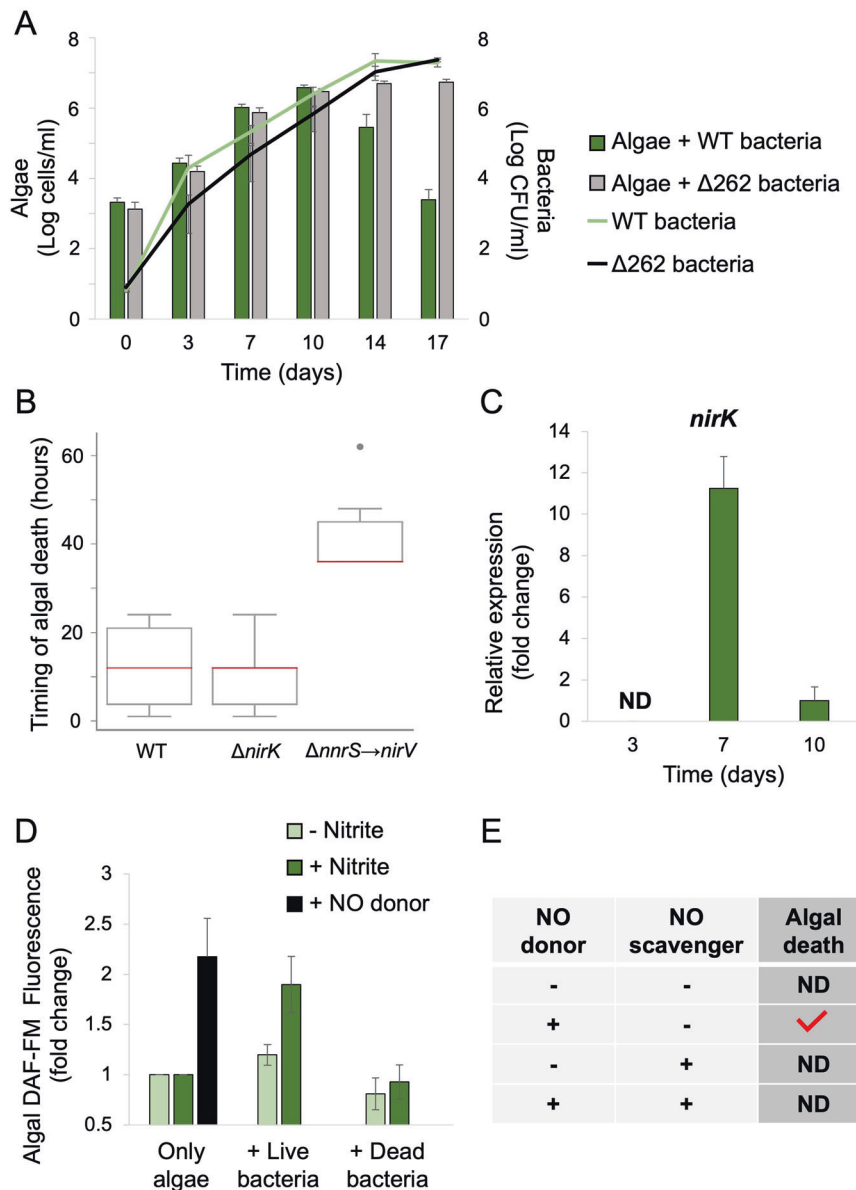 A
8
6
4
2
0
Algae
(Log cells/ml)
8
6
4
2
0
Bacteria
(Log CFU/ml)
0 3 7 10 14 17
Time (days)
Algae + WT bacteria
Algae + Δ262 bacteria
WT bacteria
Δ262 bacteria
B
Timing of algal death (hours)
60
40
20
0
WT ΔnirK ΔnnrS→nirV
C
nirK
Relative expression
(fold change)
14
12
10
8
6
4
2
0
ND
3 7 10
Time (days)
D
- Nitrite
+ Nitrite
+ NO donor
Algal DAF-FM Fluorescence
(fold change)
3
2.5
2
1.5
1
0.5
Only
algae
+ Live
bacteria
+ Dead
bacteria
E
NO
donor
NO
scavenger
Algal
death
- - ND
+ - ✓
- + ND
+ + ND